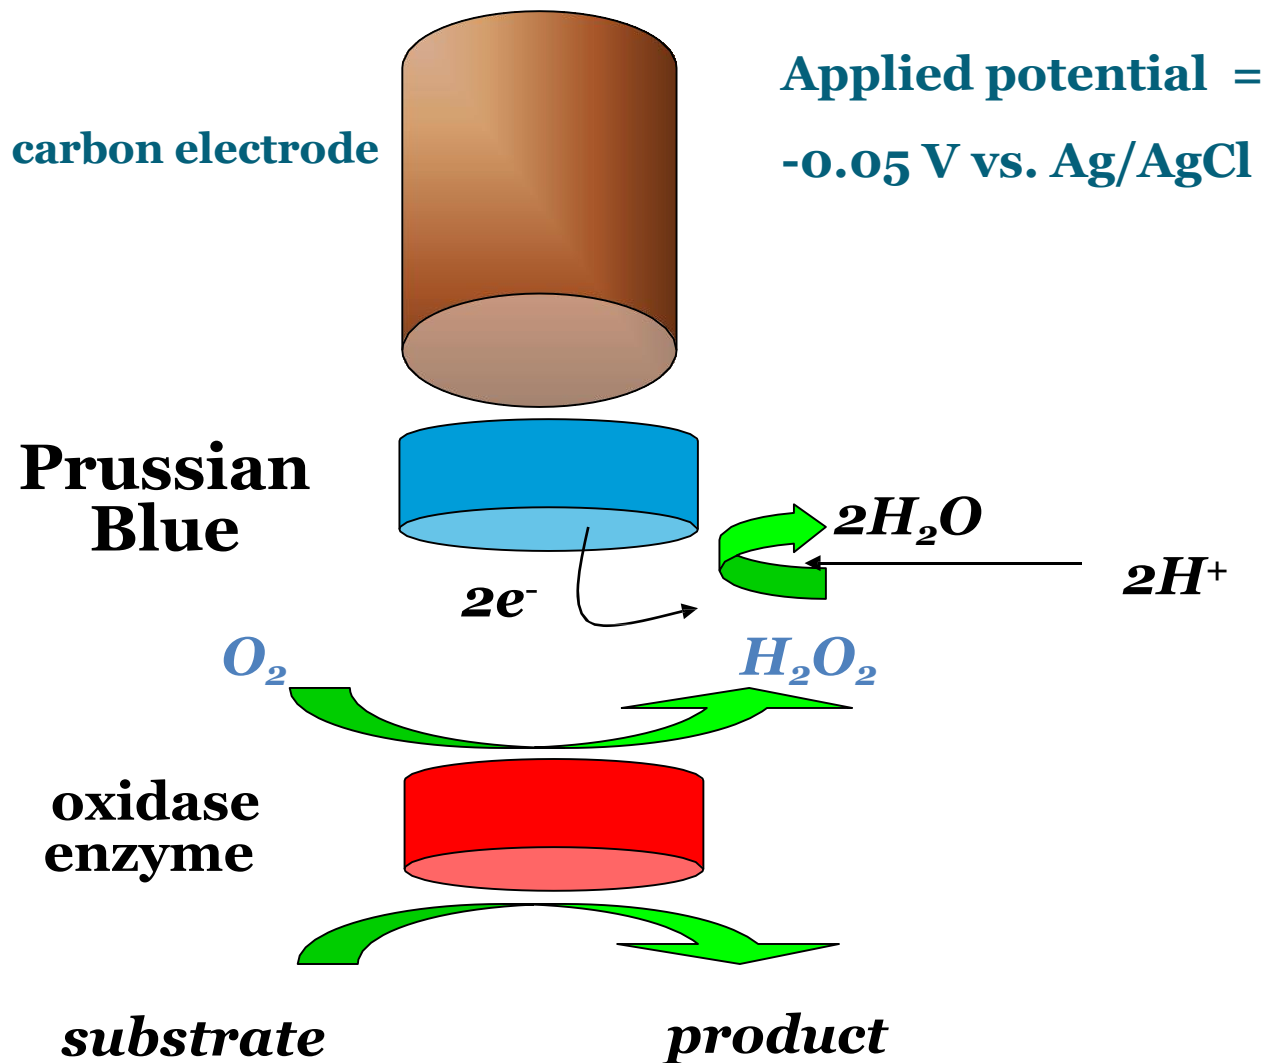 Applied potential =
-0.05 V vs. Ag/AgCl
carbon electrode
Prussian
Blue
2H₂O
2H⁺
2e⁻
O₂
H₂O₂
oxidase
enzyme
substrate
product